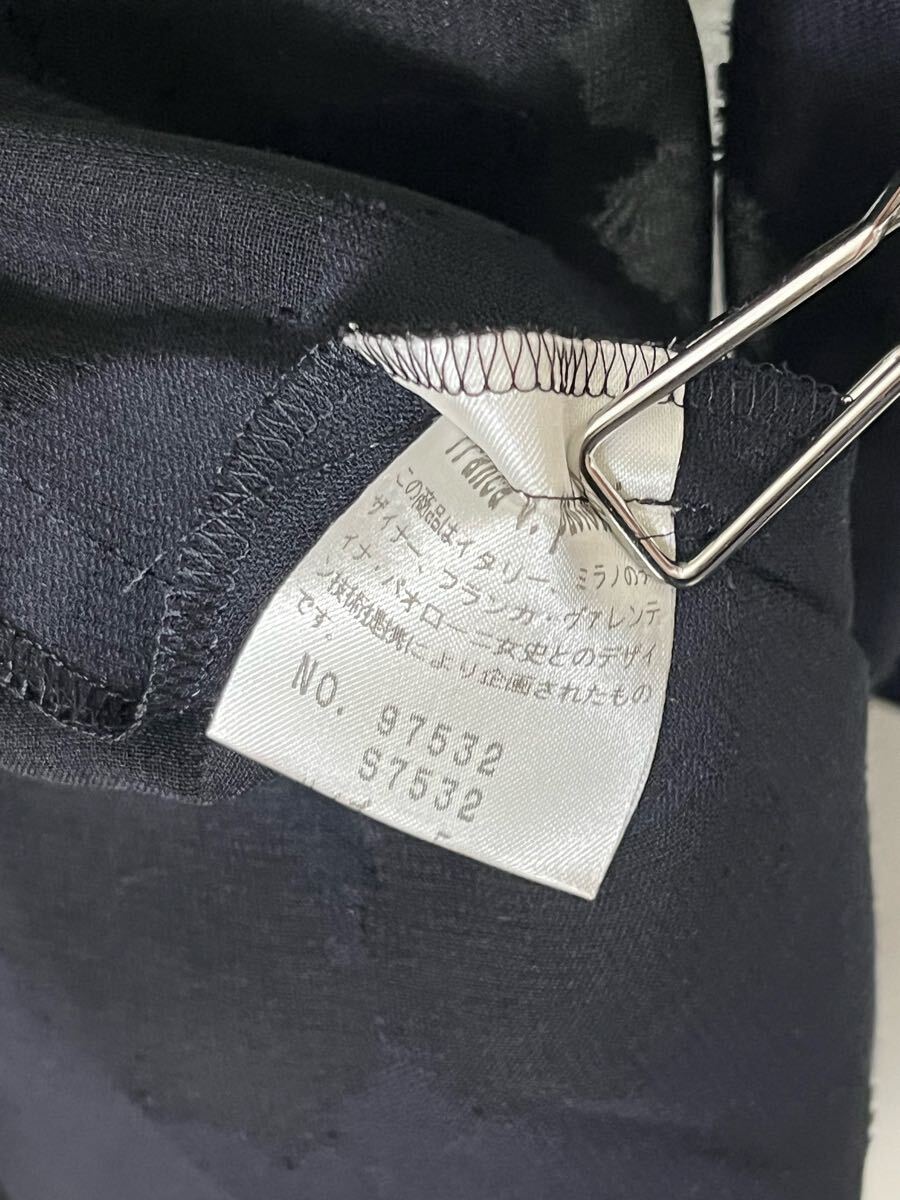 franca v.
この商品はイタリー ミラノのデ
ザイナー、フランカ・ヴァレンテ
ィナ・パオローニ女史とのデザイ
ン技術提携により企画されたもの
です。
NO. 97532
S7532